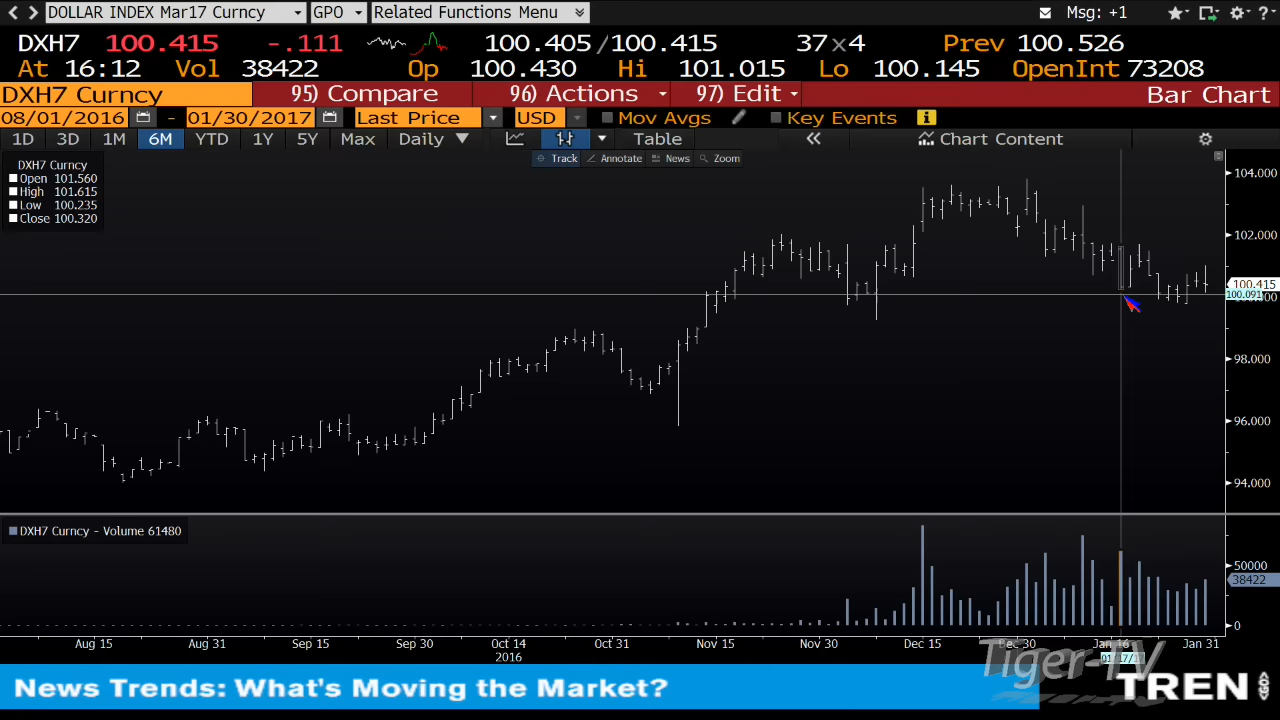 DOLLAR INDEX Mar17 Curncy GPO Related Functions Menu Msg: +1
DXH7 100.415 -.111 100.405/100.415 37x4 Prev 100.526
At 16:12 Vol 38422 Op 100.430 Hi 101.015 Lo 100.145 OpenInt 73208
DXH7 Curncy 95) Compare 96) Actions 97) Edit Bar Chart
08/01/2016 - 01/30/2017 Last Price USD Mov Avgs Key Events
1D 3D 1M 6M YTD 1Y 5Y Max Daily Table Chart Content
Track Annotate News Zoom
DXH7 Curncy
Open 101.560
High 101.615
Low 100.235
Close 100.320
104.000
102.000
100.415
100.091
98.000
96.000
94.000
DXH7 Curncy - Volume 61480
50000
38422
0
Aug 15 Aug 31 Sep 15 Sep 30 Oct 14 Oct 31 Nov 15 Nov 30 Dec 15 Dec 30 Jan 16 Jan 31
2016
Tiger-TV
News Trends: What's Moving the Market?
TREN